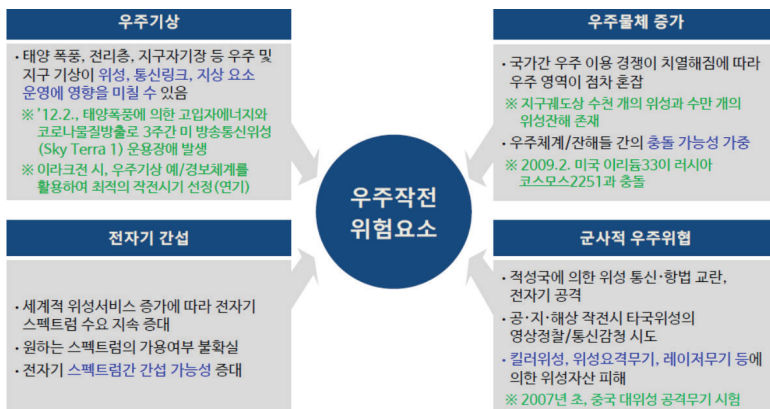 우주기상
· 태양 폭풍, 전리층, 지구자기장 등 우주 및
지구 기상이 위성, 통신링크, 지상 요소
운영에 영향을 미칠 수 있음
※ ’12.2., 태양폭풍에 의한 고입자에너지와
코로나물질방출로 3주간 미 방송통신위성
(Sky Terra 1) 운용장애 발생
※ 이라크전 시, 우주기상 예/경보체계를
활용하여 최적의 작전시기 선정(연기)
우주물체 증가
· 국가간 우주 이용 경쟁이 치열해짐에 따라
우주 영역이 점차 혼잡
※ 지구궤도상 수천 개의 위성과 수만 개의
위성잔해 존재
· 우주체계/잔해들 간의 충돌 가능성 가중
※ 2009.2. 미국 이리듐33이 러시아
코스모스2251과 충돌
우주작전
위험요소
전자기 간섭
· 세계적 위성서비스 증가에 따라 전자기
스펙트럼 수요 지속 증대
· 원하는 스펙트럼의 가용여부 불확실
· 전자기 스펙트럼간 간섭 가능성 증대
군사적 우주위협
· 적성국에 의한 위성 통신·항법 교란,
전자기 공격
· 공·지·해상 작전시 타국위성의
영상정찰/통신감청 시도
· 킬러위성, 위성요격무기, 레이저무기 등에
의한 위성자산 피해
※ 2007년 초, 중국 대위성 공격무기 시험